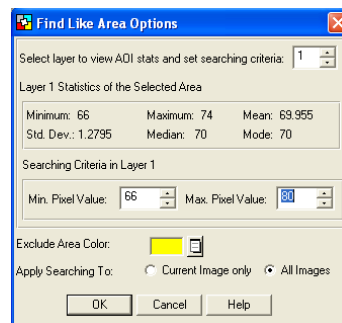 Find Like Area Options
Select layer to view AOI stats and set searching criteria: 1
Layer 1 Statistics of the Selected Area
Minimum: 66 Maximum: 74 Mean: 69.955
Std. Dev.: 1.2795 Median: 70 Mode: 70
Searching Criteria in Layer 1
Min. Pixel Value: 66 Max. Pixel Value: 80
Exclude Area Color:
Apply Searching To: Current Image only All Images
OK Cancel Help